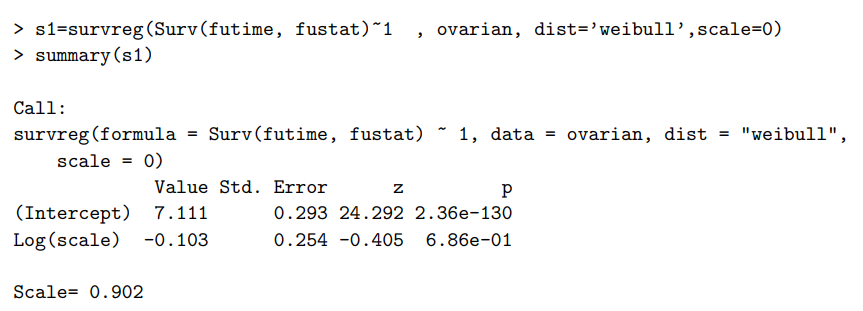 > s1=survreg(Surv(futime, fustat)~1  , ovarian, dist=’weibull’,scale=0)
> summary(s1)
Call:
survreg(formula = Surv(futime, fustat) ~ 1, data = ovarian, dist = "weibull",
    scale = 0)
             Value Std. Error      z         p
(Intercept)  7.111      0.293 24.292 2.36e-130
Log(scale)  -0.103      0.254 -0.405  6.86e-01
Scale= 0.902